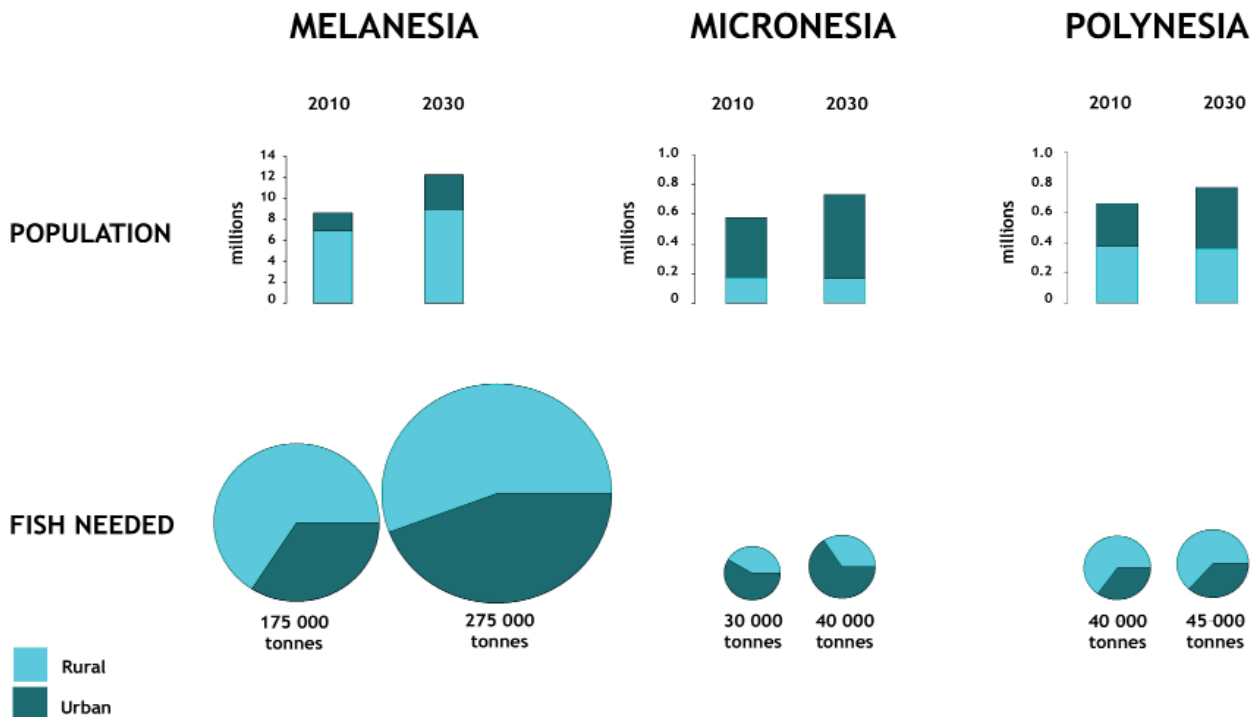 MELANESIA
MICRONESIA
POLYNESIA
2010
2030
2010
2030
2010
2030
POPULATION
millions
14
12
10
8
6
4
2
0
millions
1.0
0.8
0.6
0.4
0.2
0
millions
1.0
0.8
0.6
0.4
0.2
0
FISH NEEDED
175 000
tonnes
275 000
tonnes
30 000
tonnes
40 000
tonnes
40 000
tonnes
45 000
tonnes
Rural
Urban